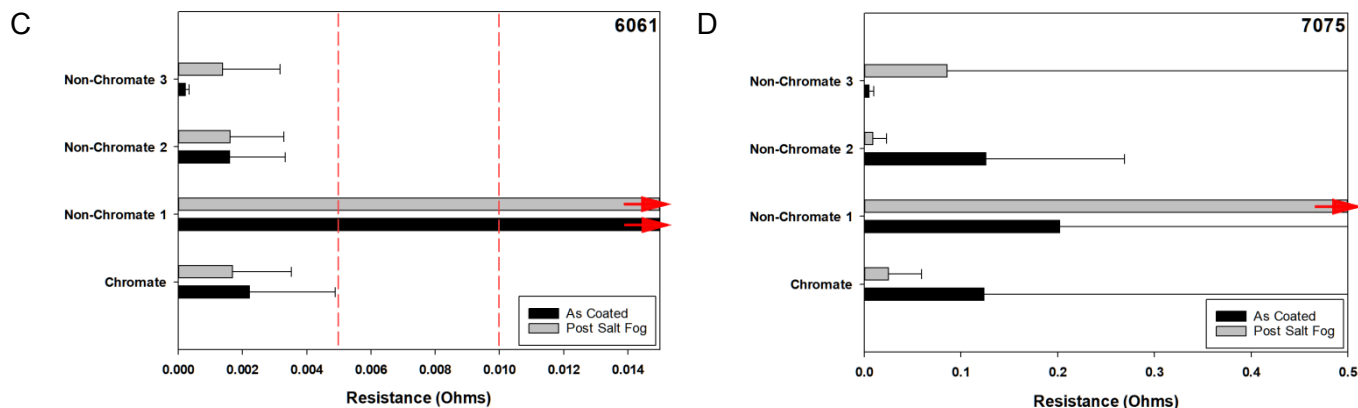 C
6061
Non-Chromate 3
Non-Chromate 2
Non-Chromate 1
Chromate
As Coated
Post Salt Fog
0.000 0.002 0.004 0.006 0.008 0.010 0.012 0.014
Resistance (Ohms)
D
7075
Non-Chromate 3
Non-Chromate 2
Non-Chromate 1
Chromate
As Coated
Post Salt Fog
0.0 0.1 0.2 0.3 0.4 0.5
Resistance (Ohms)